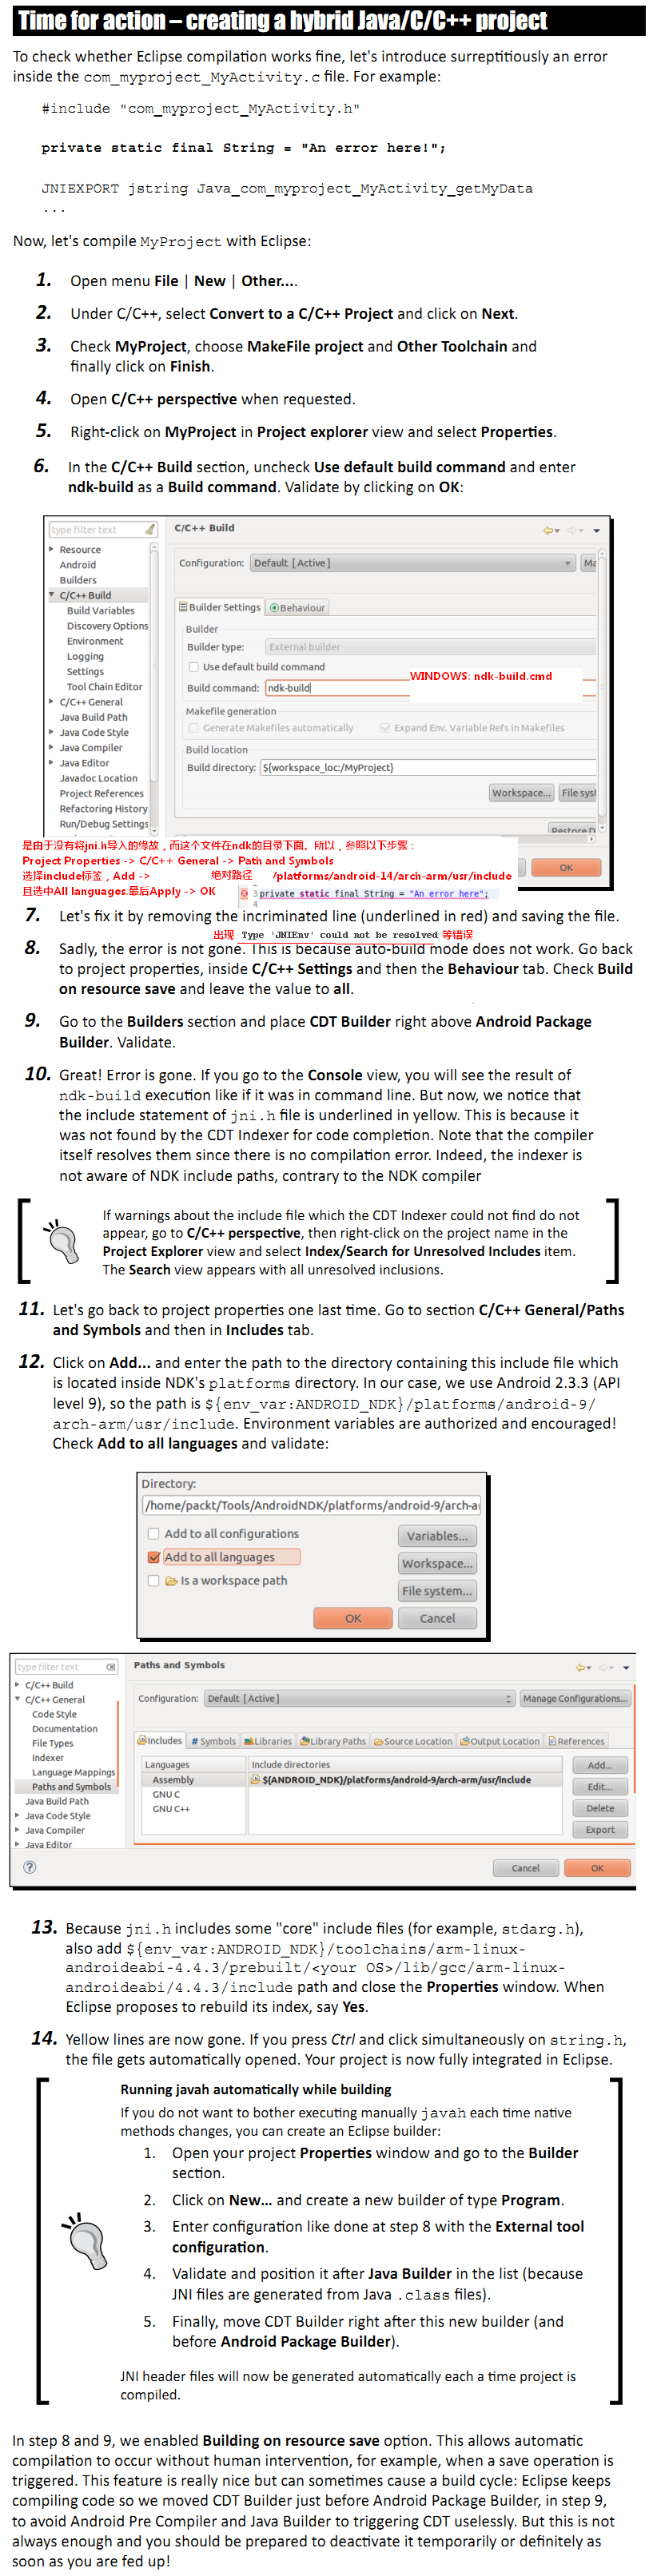 Time for action – creating a hybrid Java/C/C++ project
To check whether Eclipse compilation works fine, let's introduce surreptitiously an error
inside the com_myproject_MyActivity.c file. For example:
#include "com_myproject_MyActivity.h"
private static final String = "An error here!";
JNIEXPORT jstring Java_com_myproject_MyActivity_getMyData
...
Now, let's compile MyProject with Eclipse:
1. Open menu File | New | Other....
2. Under C/C++, select Convert to a C/C++ Project and click on Next.
3. Check MyProject, choose MakeFile project and Other Toolchain and
finally click on Finish.
4. Open C/C++ perspective when requested.
5. Right-click on MyProject in Project explorer view and select Properties.
6. In the C/C++ Build section, uncheck Use default build command and enter
ndk-build as a Build command. Validate by clicking on OK:
type filter text
Resource
Android
Builders
C/C++ Build
Build Variables
Discovery Options
Environment
Logging
Settings
Tool Chain Editor
C/C++ General
Java Build Path
Java Code Style
Java Compiler
Java Editor
Javadoc Location
Project References
Refactoring History
Run/Debug Settings
C/C++ Build
Configuration: Default [ Active ] Ma
Builder Settings Behaviour
Builder
Builder type: External builder
Use default build command
WINDOWS: ndk-build.cmd
Build command: ndk-build
Makefile generation
Generate Makefiles automatically Expand Env. Variable Refs in Makefiles
Build location
Build directory: ${workspace_loc:/MyProject}
Workspace... File syst
Restore D
OK
是由于没有将jni.h导入的缘故，而这个文件在ndk的目录下面。所以，参照以下步骤：
Project Properties -> C/C++ General -> Path and Symbols
选择include标签，Add -> 绝对路径 /platforms/android-14/arch-arm/usr/include
且选中All languages.最后Apply -> OK
3 private static final String = "An error here";
4
7. Let's fix it by removing the incriminated line (underlined in red) and saving the file.
出现 Type 'JNIEnv' could not be resolved 等错误
8. Sadly, the error is not gone. This is because auto-build mode does not work. Go back
to project properties, inside C/C++ Settings and then the Behaviour tab. Check Build
on resource save and leave the value to all.
9. Go to the Builders section and place CDT Builder right above Android Package
Builder. Validate.
10. Great! Error is gone. If you go to the Console view, you will see the result of
ndk-build execution like if it was in command line. But now, we notice that
the include statement of jni.h file is underlined in yellow. This is because it
was not found by the CDT Indexer for code completion. Note that the compiler
itself resolves them since there is no compilation error. Indeed, the indexer is
not aware of NDK include paths, contrary to the NDK compiler
If warnings about the include file which the CDT Indexer could not find do not
appear, go to C/C++ perspective, then right-click on the project name in the
Project Explorer view and select Index/Search for Unresolved Includes item.
The Search view appears with all unresolved inclusions.
11. Let's go back to project properties one last time. Go to section C/C++ General/Paths
and Symbols and then in Includes tab.
12. Click on Add... and enter the path to the directory containing this include file which
is located inside NDK's platforms directory. In our case, we use Android 2.3.3 (API
level 9), so the path is ${env_var:ANDROID_NDK}/platforms/android-9/
arch-arm/usr/include. Environment variables are authorized and encouraged!
Check Add to all languages and validate:
Directory:
/home/packt/Tools/AndroidNDK/platforms/android-9/arch-a
Add to all configurations
Variables...
Add to all languages
Workspace...
Is a workspace path
File system...
OK Cancel
type filter text
C/C++ Build
C/C++ General
Code Style
Documentation
File Types
Indexer
Language Mappings
Paths and Symbols
Java Build Path
Java Code Style
Java Compiler
Java Editor
Paths and Symbols
Configuration: Default [ Active ] Manage Configurations...
Includes # Symbols Libraries Library Paths Source Location Output Location References
Languages Include directories
Assembly ${ANDROID_NDK}/platforms/android-9/arch-arm/usr/include
GNU C
GNU C++
Add...
Edit...
Delete
Export
? Cancel OK
13. Because jni.h includes some "core" include files (for example, stdarg.h),
also add ${env_var:ANDROID_NDK}/toolchains/arm-linux-
androideabi-4.4.3/prebuilt/<your OS>/lib/gcc/arm-linux-
androideabi/4.4.3/include path and close the Properties window. When
Eclipse proposes to rebuild its index, say Yes.
14. Yellow lines are now gone. If you press Ctrl and click simultaneously on string.h,
the file gets automatically opened. Your project is now fully integrated in Eclipse.
Running javah automatically while building
If you do not want to bother executing manually javah each time native
methods changes, you can create an Eclipse builder:
1. Open your project Properties window and go to the Builder
section.
2. Click on New... and create a new builder of type Program.
3. Enter configuration like done at step 8 with the External tool
configuration.
4. Validate and position it after Java Builder in the list (because
JNI files are generated from Java .class files).
5. Finally, move CDT Builder right after this new builder (and
before Android Package Builder).
JNI header files will now be generated automatically each a time project is
compiled.
In step 8 and 9, we enabled Building on resource save option. This allows automatic
compilation to occur without human intervention, for example, when a save operation is
triggered. This feature is really nice but can sometimes cause a build cycle: Eclipse keeps
compiling code so we moved CDT Builder just before Android Package Builder, in step 9,
to avoid Android Pre Compiler and Java Builder to triggering CDT uselessly. But this is not
always enough and you should be prepared to deactivate it temporarily or definitely as
soon as you are fed up!